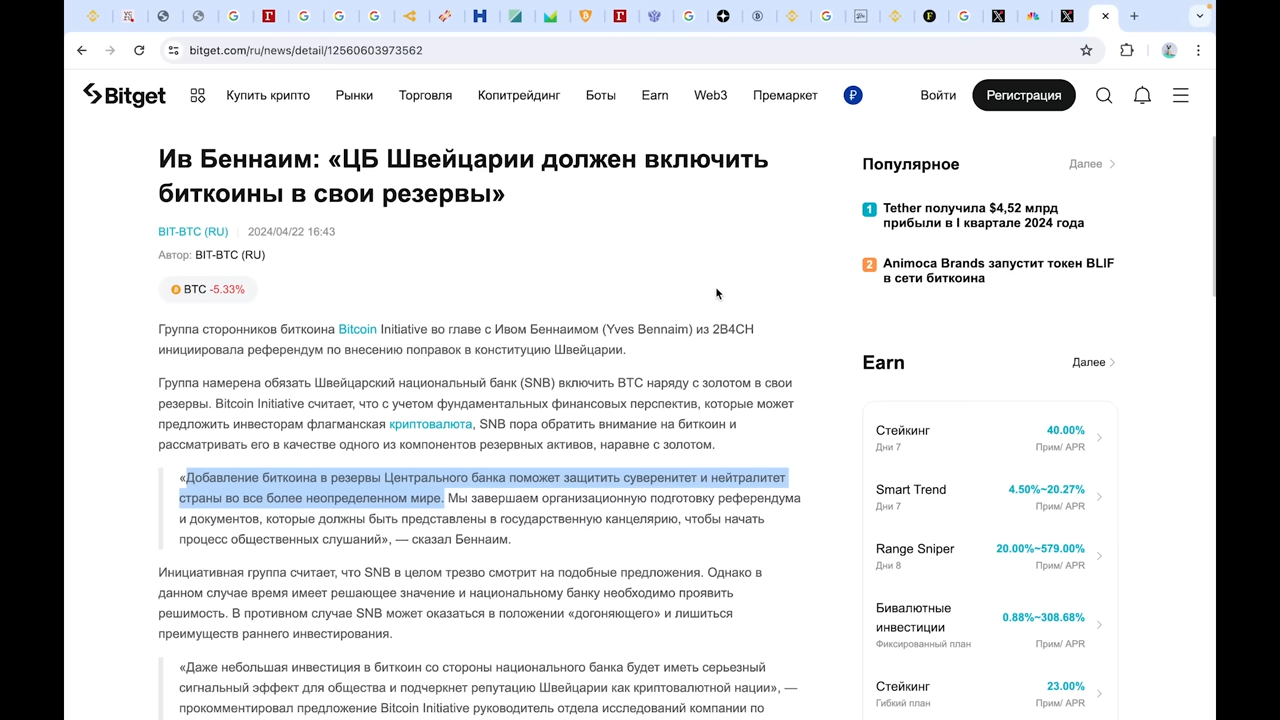 bitget.com/ru/news/detail/12560603973562
Bitget
Купить крипто
Рынки
Торговля
Копитрейдинг
Боты
Earn
Web3
Премаркет
Войти
Регистрация
Ив Беннаим: «ЦБ Швейцарии должен включить
биткоины в свои резервы»
BIT-BTC (RU)
2024/04/22 16:43
Автор: BIT-BTC (RU)
BTC -5.33%
Группа сторонников биткоина Bitcoin Initiative во главе с Ивом Беннаимом (Yves Bennaim) из 2B4CH
инициировала референдум по внесению поправок в конституцию Швейцарии.
Группа намерена обязать Швейцарский национальный банк (SNB) включить BTC наряду с золотом в свои
резервы. Bitcoin Initiative считает, что с учетом фундаментальных финансовых перспектив, которые может
предложить инвесторам флагманская криптовалюта, SNB пора обратить внимание на биткоин и
рассматривать его в качестве одного из компонентов резервных активов, наравне с золотом.
«Добавление биткоина в резервы Центрального банка поможет защитить суверенитет и нейтралитет
страны во все более неопределенном мире. Мы завершаем организационную подготовку референдума
и документов, которые должны быть представлены в государственную канцелярию, чтобы начать
процесс общественных слушаний», — сказал Беннаим.
Инициативная группа считает, что SNB в целом трезво смотрит на подобные предложения. Однако в
данном случае время имеет решающее значение и национальному банку необходимо проявить
решимость. В противном случае SNB может оказаться в положении «догоняющего» и лишиться
преимуществ раннего инвестирования.
«Даже небольшая инвестиция в биткоин со стороны национального банка будет иметь серьезный
сигнальный эффект для общества и подчеркнет репутацию Швейцарии как криптовалютной нации», —
прокомментировал предложение Bitcoin Initiative руководитель отдела исследований компании по
Популярное
Далее
1
Tether получила $4,52 млрд
прибыли в I квартале 2024 года
2
Animoca Brands запустит токен BLIF
в сети биткоина
Earn
Далее
Стейкинг
40.00%
Дни 7
Прим/ APR
Smart Trend
4.50%~20.27%
Дни 7
Прим/ APR
Range Sniper
20.00%~579.00%
Дни 8
Прим/ APR
Бивалютные
инвестиции
0.88%~308.68%
Фиксированный план
Прим/ APR
Стейкинг
23.00%
Гибкий план
Прим/ APR